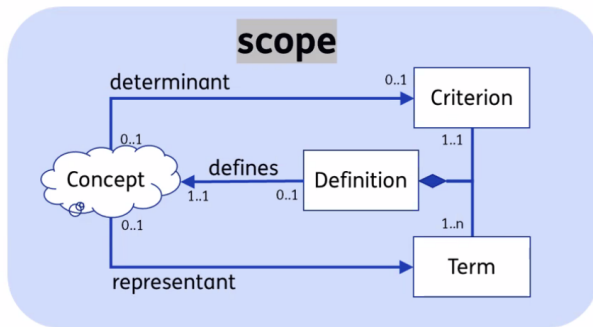 scope
determinant
0..1
Criterion
0..1
1..1
Concept
defines
Definition
1..1
0..1
0..1
1..n
Term
representant